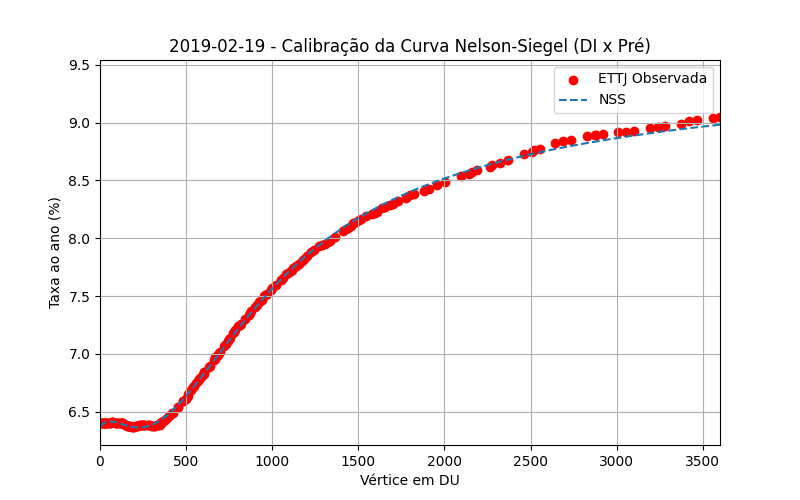 2019-02-19 - Calibração da Curva Nelson-Siegel (DI x Pré)
ETTJ Observada
NSS
Taxa ao ano (%)
9.5
9.0
8.5
8.0
7.5
7.0
6.5
0 500 1000 1500 2000 2500 3000 3500
Vértice em DU